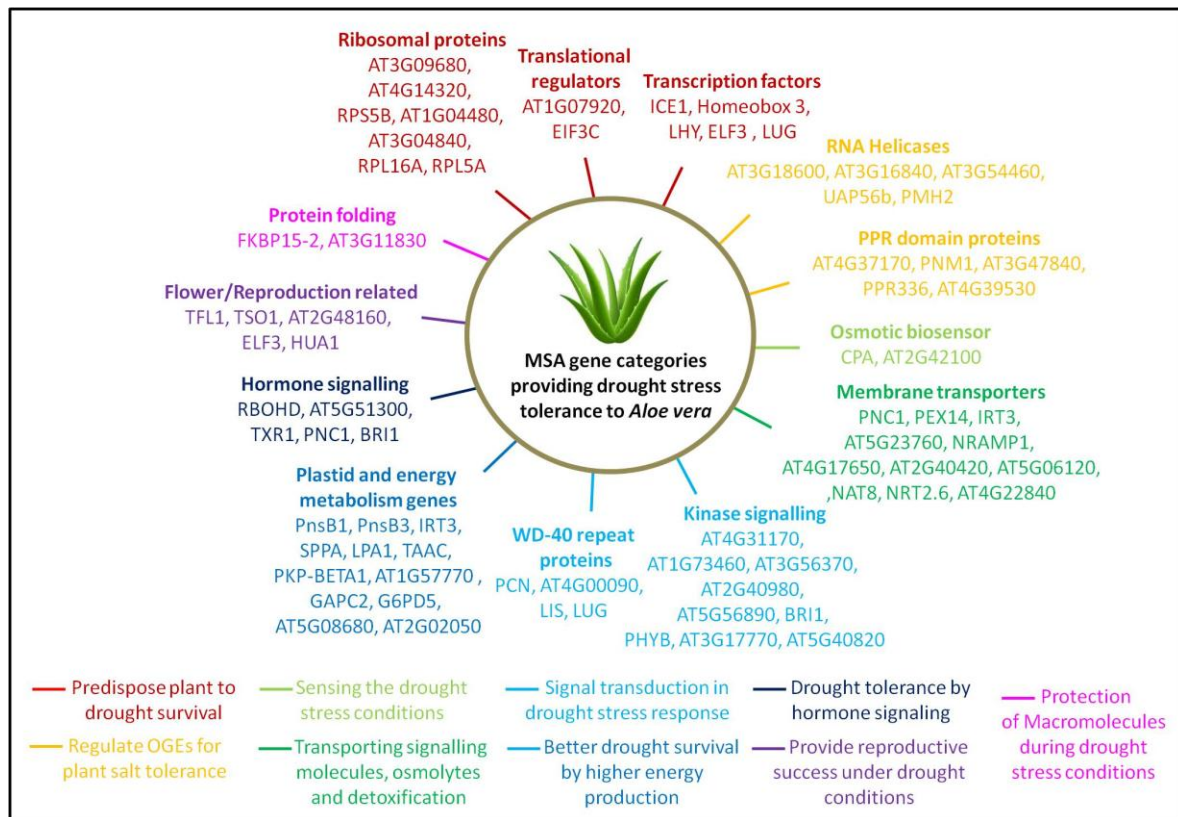 Ribosomal proteins
AT3G09680,
AT4G14320,
RPS5B, AT1G04480,
AT3G04840,
RPL16A, RPL5A
Translational
regulators
AT1G07920,
EIF3C
Transcription factors
ICE1, Homeobox 3,
LHY, ELF3 , LUG
RNA Helicases
AT3G18600, AT3G16840, AT3G54460,
UAP56b, PMH2
Protein folding
FKBP15-2, AT3G11830
PPR domain proteins
AT4G37170, PNM1, AT3G47840,
PPR336, AT4G39530
Flower/Reproduction related
TFL1, TSO1, AT2G48160,
ELF3, HUA1
Osmotic biosensor
CPA, AT2G42100
MSA gene categories
providing drought stress
tolerance to Aloe vera
Hormone signalling
RBOHD, AT5G51300,
TXR1, PNC1, BRI1
Membrane transporters
PNC1, PEX14, IRT3,
AT5G23760, NRAMP1,
AT4G17650, AT2G40420, AT5G06120,
,NAT8, NRT2.6, AT4G22840
Plastid and energy
metabolism genes
PnsB1, PnsB3, IRT3,
SPPA, LPA1, TAAC,
PKP-BETA1, AT1G57770 ,
GAPC2, G6PD5,
AT5G08680, AT2G02050
WD-40 repeat
proteins
PCN, AT4G00090,
LIS, LUG
Kinase signalling
AT4G31170,
AT1G73460, AT3G56370,
AT2G40980,
AT5G56890, BRI1,
PHYB, AT3G17770, AT5G40820
Predispose plant to
drought survival
Sensing the drought
stress conditions
Signal transduction in
drought stress response
Drought tolerance by
hormone signaling
Protection
of Macromolecules
during drought
stress conditions
Regulate OGEs for
plant salt tolerance
Transporting signalling
molecules, osmolytes
and detoxification
Better drought survival
by higher energy
production
Provide reproductive
success under drought
conditions